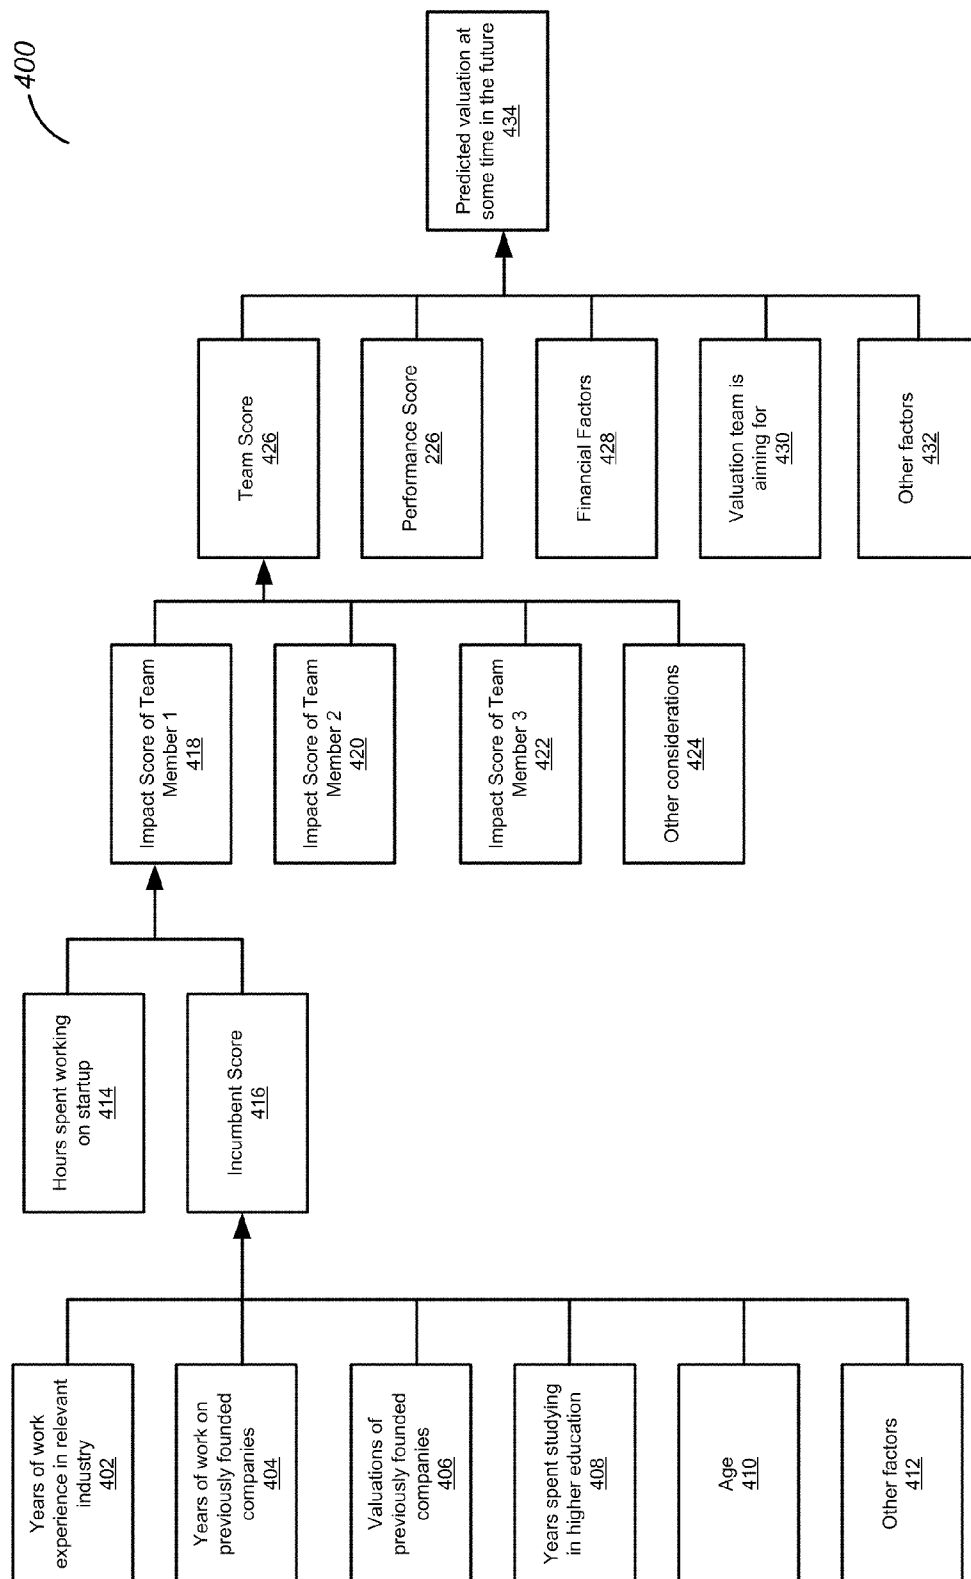 400
Years of work
experience in relevant
industry
402
Years of work on
previously founded
companies
404
Valuations of
previously founded
companies
406
Years spent studying
in higher education
408
Age
410
Other factors
412
Hours spent working
on startup
414
Incumbent Score
416
Impact Score of Team
Member 1
418
Impact Score of Team
Member 2
420
Impact Score of Team
Member 3
422
Other considerations
424
Team Score
426
Performance Score
226
Financial Factors
428
Valuation team is
aiming for
430
Other factors
432
Predicted valuation at
some time in the future
434